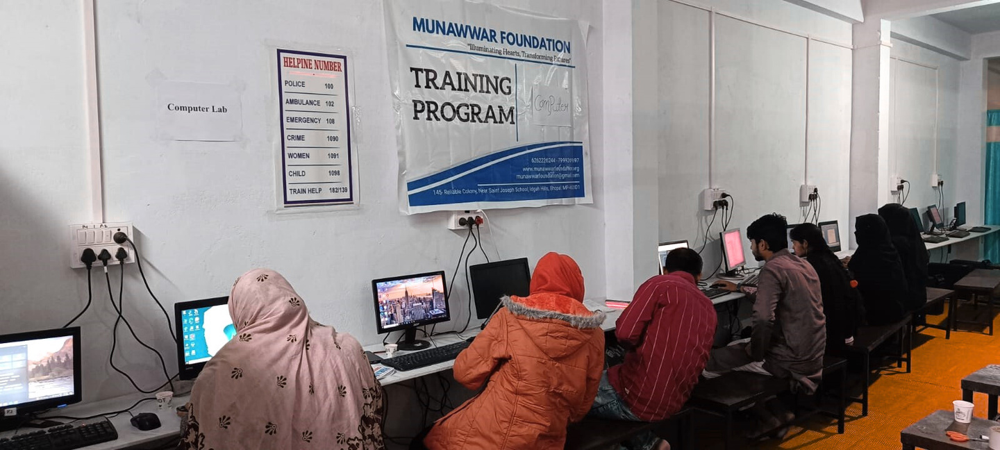 Computer Lab
HELPINE NUMBER
POLICE 100
AMBULANCE 102
EMERGENCY 108
CRIME 1090
WOMEN 1091
CHILD 1098
TRAIN HELP 182/139
MUNAWWAR FOUNDATION
"Illuminating Hearts, Transforming Futures"
TRAINING
PROGRAM
Computer
6262226244
www.munawwarfoundation.org
munawwarfoundation@gmail.com
145- Reliable Colony, Near Saint Joseph School, Idgah Hills, Bhopal, MP